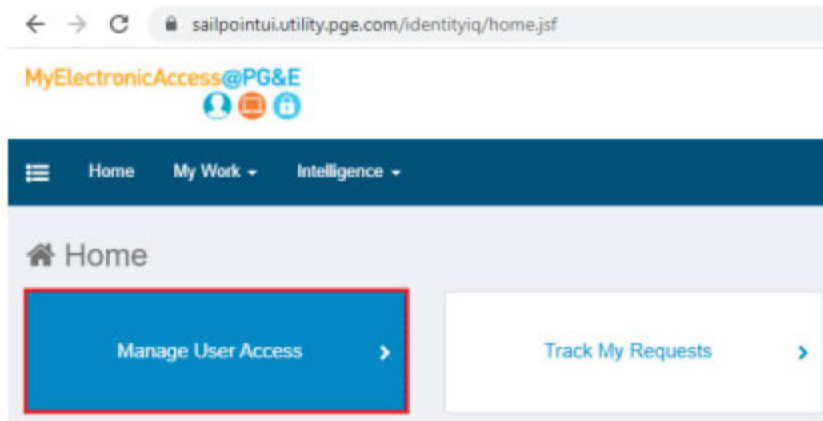 sailpointui.utility.pge.com/identityiq/home.jsf
MyElectronicAccess@PG&E
Home My Work Intelligence
Home
Manage User Access
Track My Requests